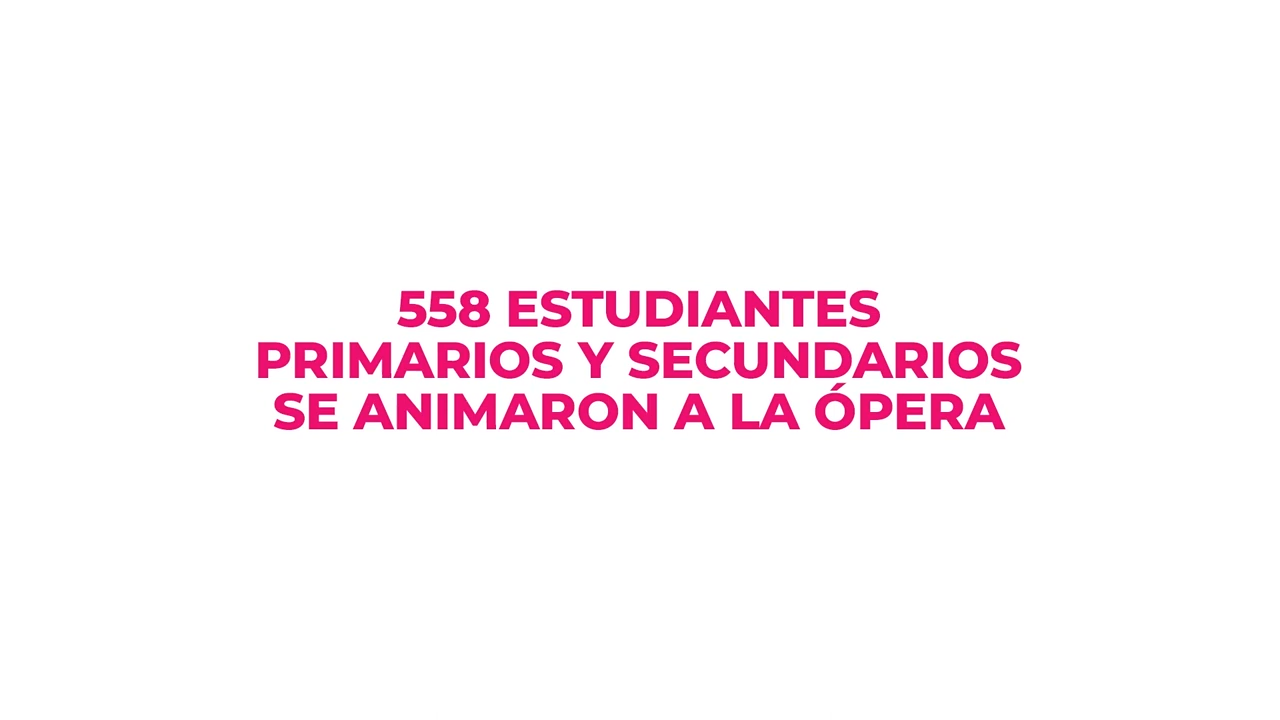 558 ESTUDIANTES
PRIMARIOS Y SECUNDARIOS
SE ANIMARON A LA ÓPERA